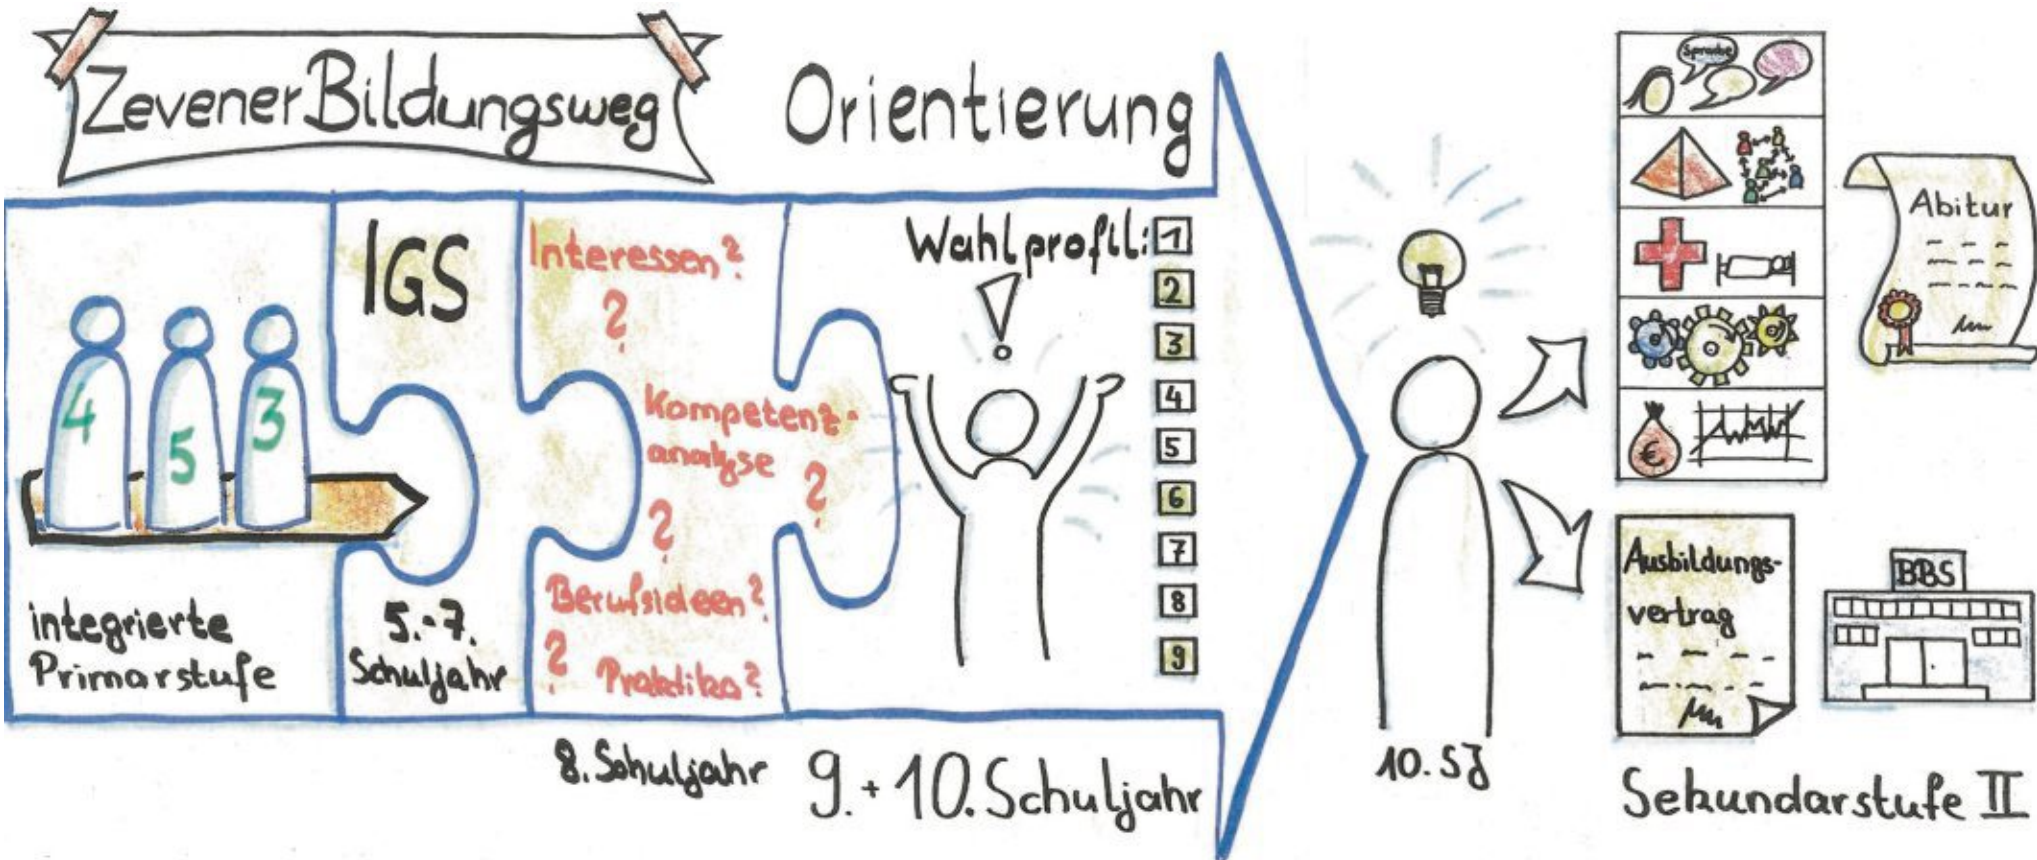 Zevener Bildungsweg
Orientierung
4
5
3
integrierte
Primarstufe
IGS
5.-7.
Schuljahr
Interessen?
?
Kompetenz-
analyse
?
?
Berufsideen?
?
Praktika?
8. Schuljahr
Wahlprofil:
!
1
2
3
4
5
6
7
8
9
9. + 10. Schuljahr
10. SJ
Sprache
€
Abitur
Ausbildungs-
vertrag
BBS
Sekundarstufe II